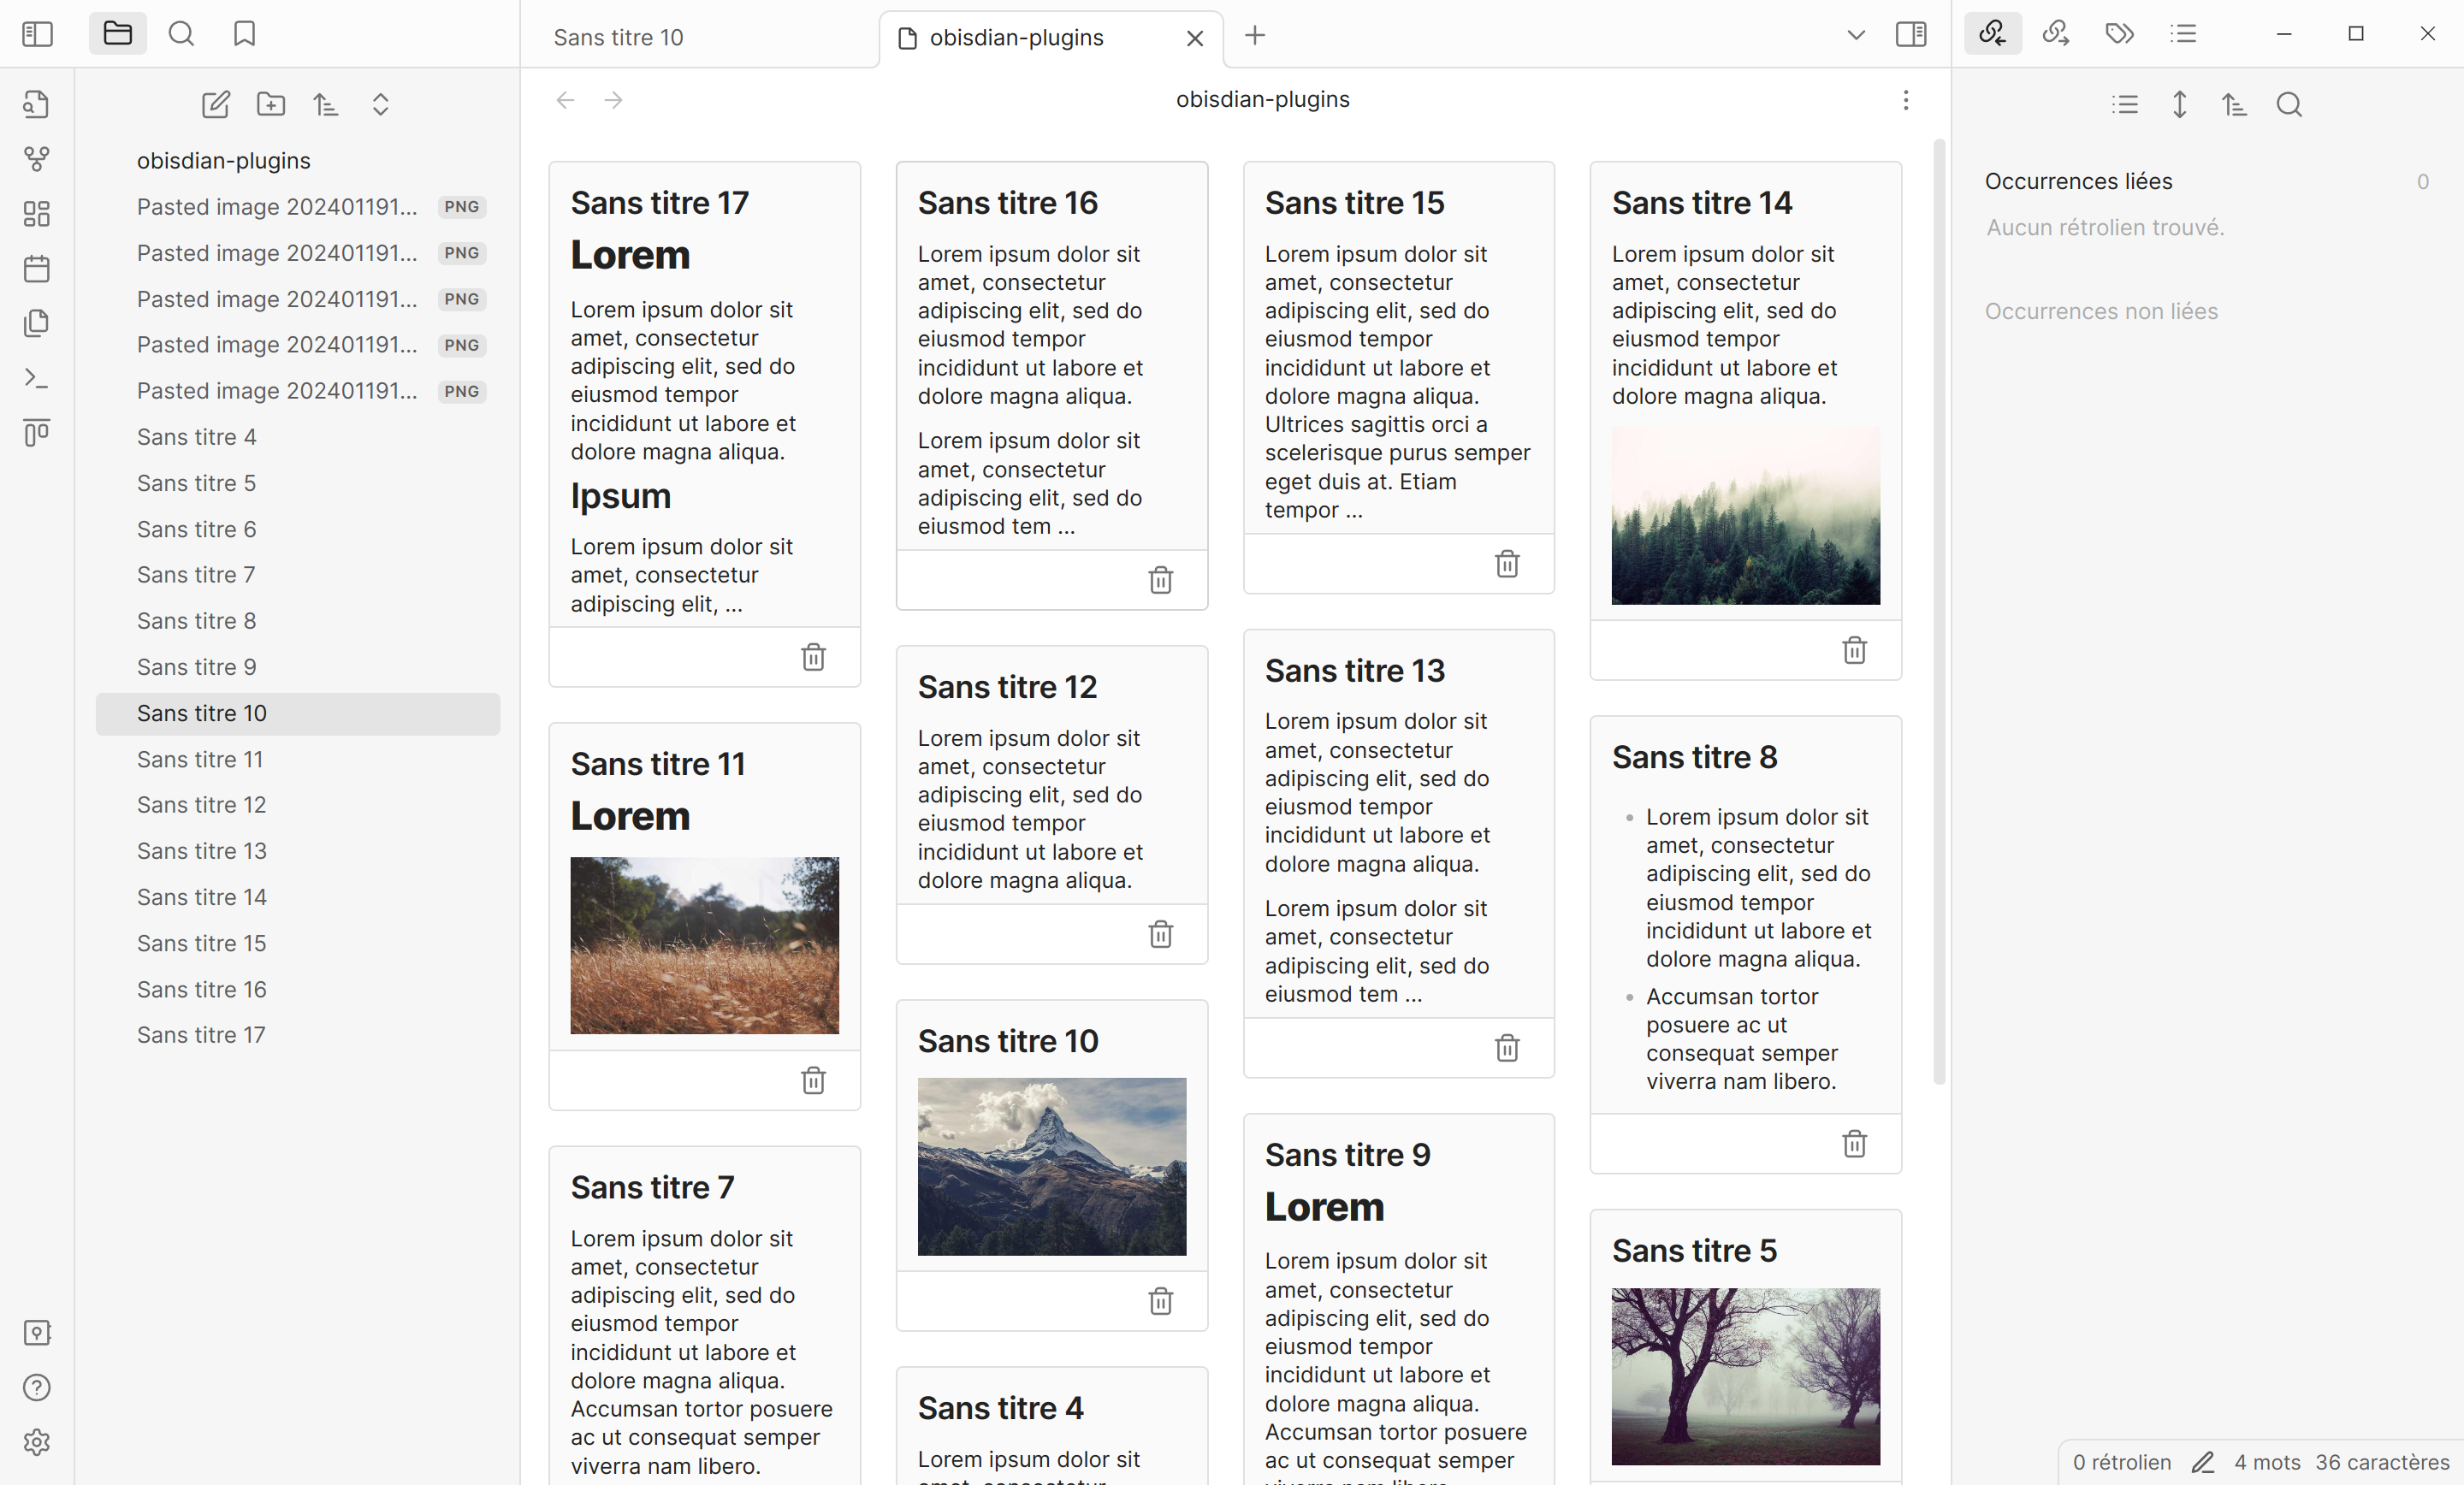 Sans titre 10
obisdian-plugins
obisdian-plugins
obisdian-plugins
Pasted image 202401191... PNG
Pasted image 202401191... PNG
Pasted image 202401191... PNG
Pasted image 202401191... PNG
Pasted image 202401191... PNG
Sans titre 4
Sans titre 5
Sans titre 6
Sans titre 7
Sans titre 8
Sans titre 9
Sans titre 10
Sans titre 11
Sans titre 12
Sans titre 13
Sans titre 14
Sans titre 15
Sans titre 16
Sans titre 17
Sans titre 17
Lorem
Lorem ipsum dolor sit
amet, consectetur
adipiscing elit, sed do
eiusmod tempor
incididunt ut labore et
dolore magna aliqua.
Ipsum
Lorem ipsum dolor sit
amet, consectetur
adipiscing elit, ...
Sans titre 11
Lorem
Sans titre 7
Lorem ipsum dolor sit
amet, consectetur
adipiscing elit, sed do
eiusmod tempor
incididunt ut labore et
dolore magna aliqua.
Accumsan tortor posuere
ac ut consequat semper
viverra nam libero.
Sans titre 16
Lorem ipsum dolor sit
amet, consectetur
adipiscing elit, sed do
eiusmod tempor
incididunt ut labore et
dolore magna aliqua.
Lorem ipsum dolor sit
amet, consectetur
adipiscing elit, sed do
eiusmod tem ...
Sans titre 12
Lorem ipsum dolor sit
amet, consectetur
adipiscing elit, sed do
eiusmod tempor
incididunt ut labore et
dolore magna aliqua.
Sans titre 10
Sans titre 4
Lorem ipsum dolor sit
amet, consectetur
Sans titre 15
Lorem ipsum dolor sit
amet, consectetur
adipiscing elit, sed do
eiusmod tempor
incididunt ut labore et
dolore magna aliqua.
Ultrices sagittis orci a
scelerisque purus semper
eget duis at. Etiam
tempor ...
Sans titre 13
Lorem ipsum dolor sit
amet, consectetur
adipiscing elit, sed do
eiusmod tempor
incididunt ut labore et
dolore magna aliqua.
Lorem ipsum dolor sit
amet, consectetur
adipiscing elit, sed do
eiusmod tem ...
Sans titre 9
Lorem
Lorem ipsum dolor sit
amet, consectetur
adipiscing elit, sed do
eiusmod tempor
incididunt ut labore et
dolore magna aliqua.
Accumsan tortor posuere
ac ut consequat semper
viverra nam libero.
Sans titre 14
Lorem ipsum dolor sit
amet, consectetur
adipiscing elit, sed do
eiusmod tempor
incididunt ut labore et
dolore magna aliqua.
Sans titre 8
Lorem ipsum dolor sit
amet, consectetur
adipiscing elit, sed do
eiusmod tempor
incididunt ut labore et
dolore magna aliqua.
Accumsan tortor
posuere ac ut
consequat semper
viverra nam libero.
Sans titre 5
Occurrences liées 0
Aucun rétrolien trouvé.
Occurrences non liées
0 rétrolien 4 mots 36 caractères